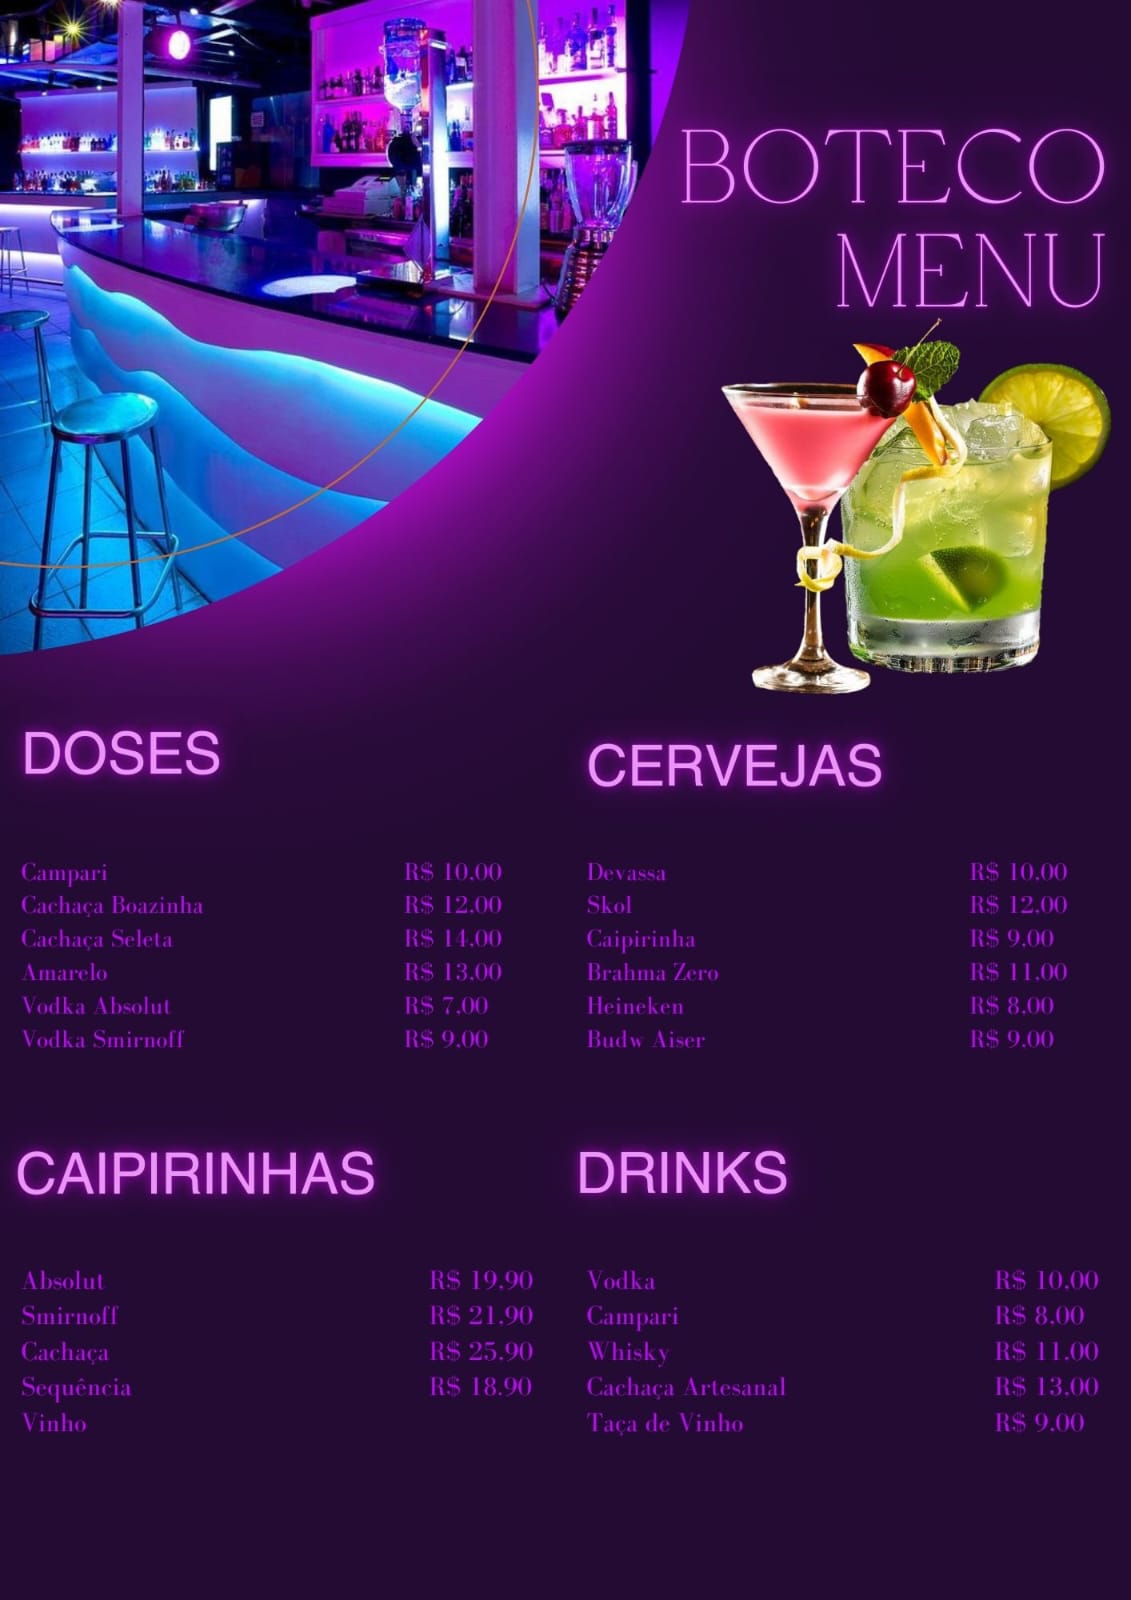 BOTECO
MENU
DOSES
Campari R$ 10,00
Cachaça Boazinha R$ 12,00
Cachaça Seleta R$ 14,00
Amarelo R$ 13,00
Vodka Absolut R$ 7,00
Vodka Smirnoff R$ 9,00
CERVEJAS
Devassa R$ 10,00
Skol R$ 12,00
Caipirinha R$ 9,00
Brahma Zero R$ 11,00
Heineken R$ 8,00
Budw Aiser R$ 9,00
CAIPIRINHAS
Absolut R$ 19,90
Smirnoff R$ 21,90
Cachaça R$ 25,90
Sequência R$ 18,90
Vinho
DRINKS
Vodka R$ 10,00
Campari R$ 8,00
Whisky R$ 11,00
Cachaça Artesanal R$ 13,00
Taça de Vinho R$ 9,00